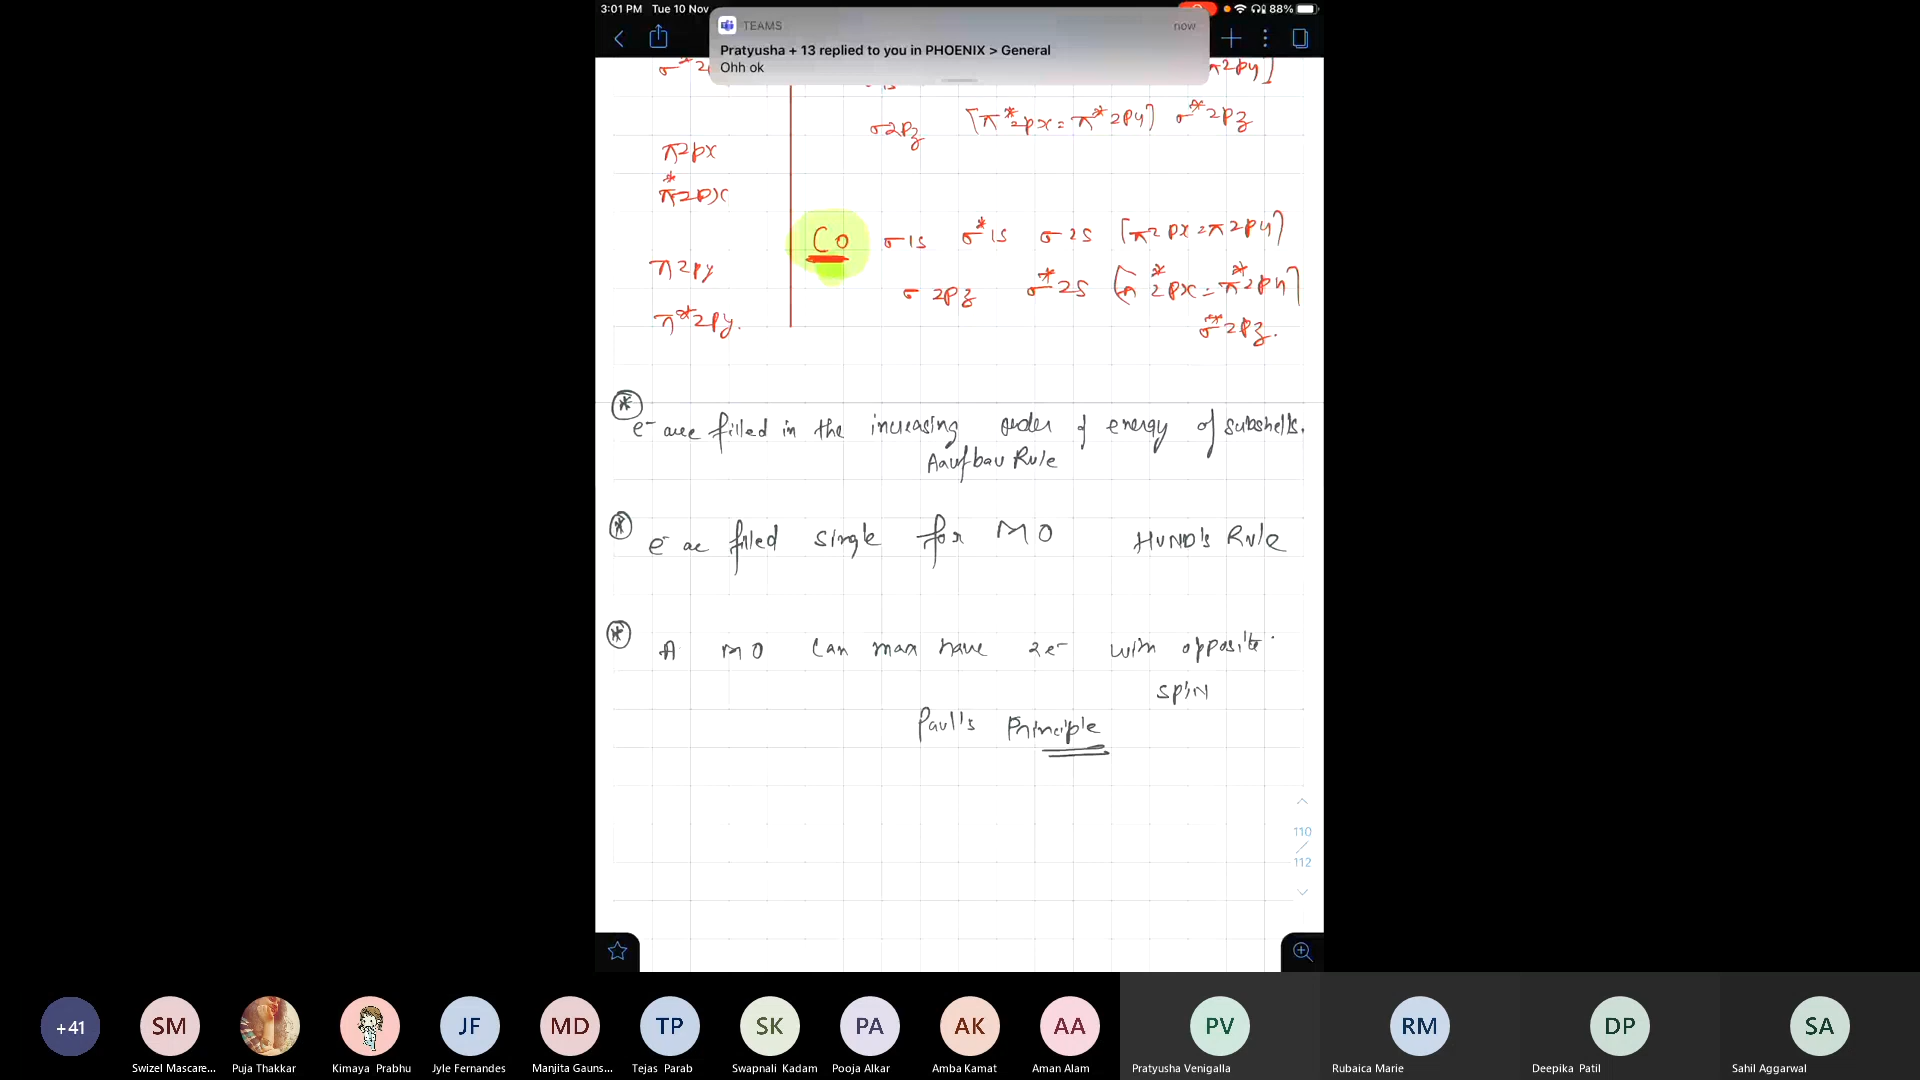 3:01 PM Tue 10 Nov
88%
TEAMS
now
Pratyusha + 13 replied to you in PHOENIX > General
Ohh ok
π2py]
σ2pz [π*2px = π*2py] σ*2pz
π2px
π*2px
CO σ1s σ*1s σ2s [π2px = π2py]
π2py
σ2pz σ*2s [π*2px = π*2py]
π*2py.
σ*2pz.
* e⁻ are filled in the increasing order of energy of subshells.
Aaufbau Rule
* e⁻ are filled single for MO HUND's Rule
* A MO can max have 2e⁻ with opposite
SpiN
Paul's Principle
110
112
+41
SM
JF
MD
TP
SK
PA
AK
AA
PV
RM
DP
SA
Swizel Mascare...
Puja Thakkar
Kimaya Prabhu
Jyle Fernandes
Manjita Gauns...
Tejas Parab
Swapnali Kadam
Pooja Alkar
Amba Kamat
Aman Alam
Pratyusha Venigalla
Rubaica Marie
Deepika Patil
Sahil Aggarwal